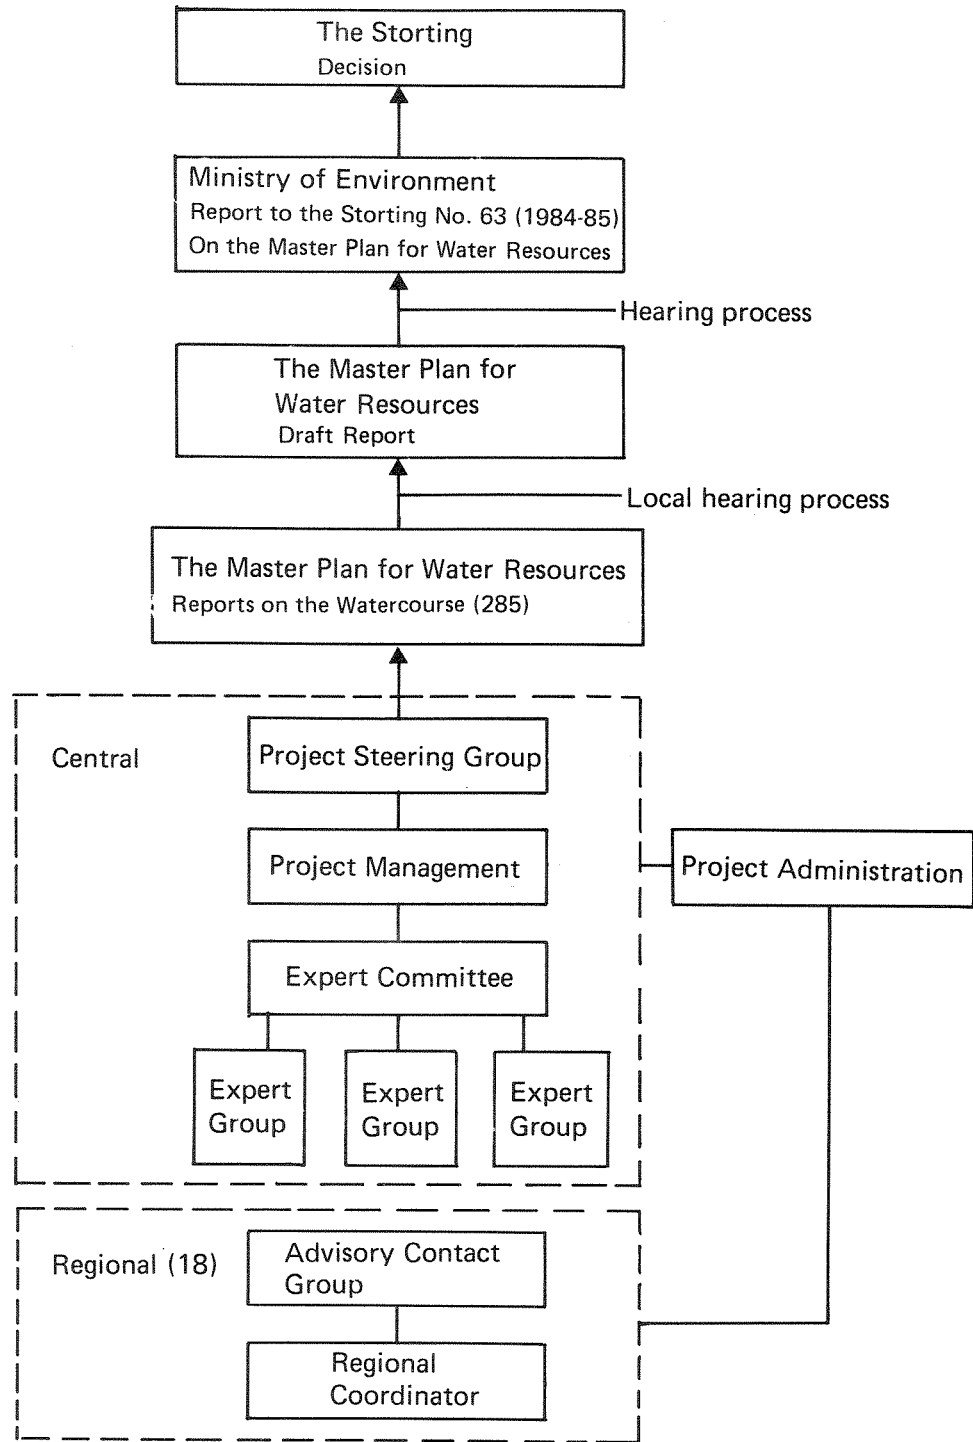 The Storting
Decision
Ministry of Environment
Report to the Storting No. 63 (1984-85)
On the Master Plan for Water Resources
Hearing process
The Master Plan for
Water Resources
Draft Report
Local hearing process
The Master Plan for Water Resources
Reports on the Watercourse (285)
Central
Project Steering Group
Project Management
Project Administration
Expert Committee
Expert
Group
Expert
Group
Expert
Group
Regional (18)
Advisory Contact
Group
Regional
Coordinator